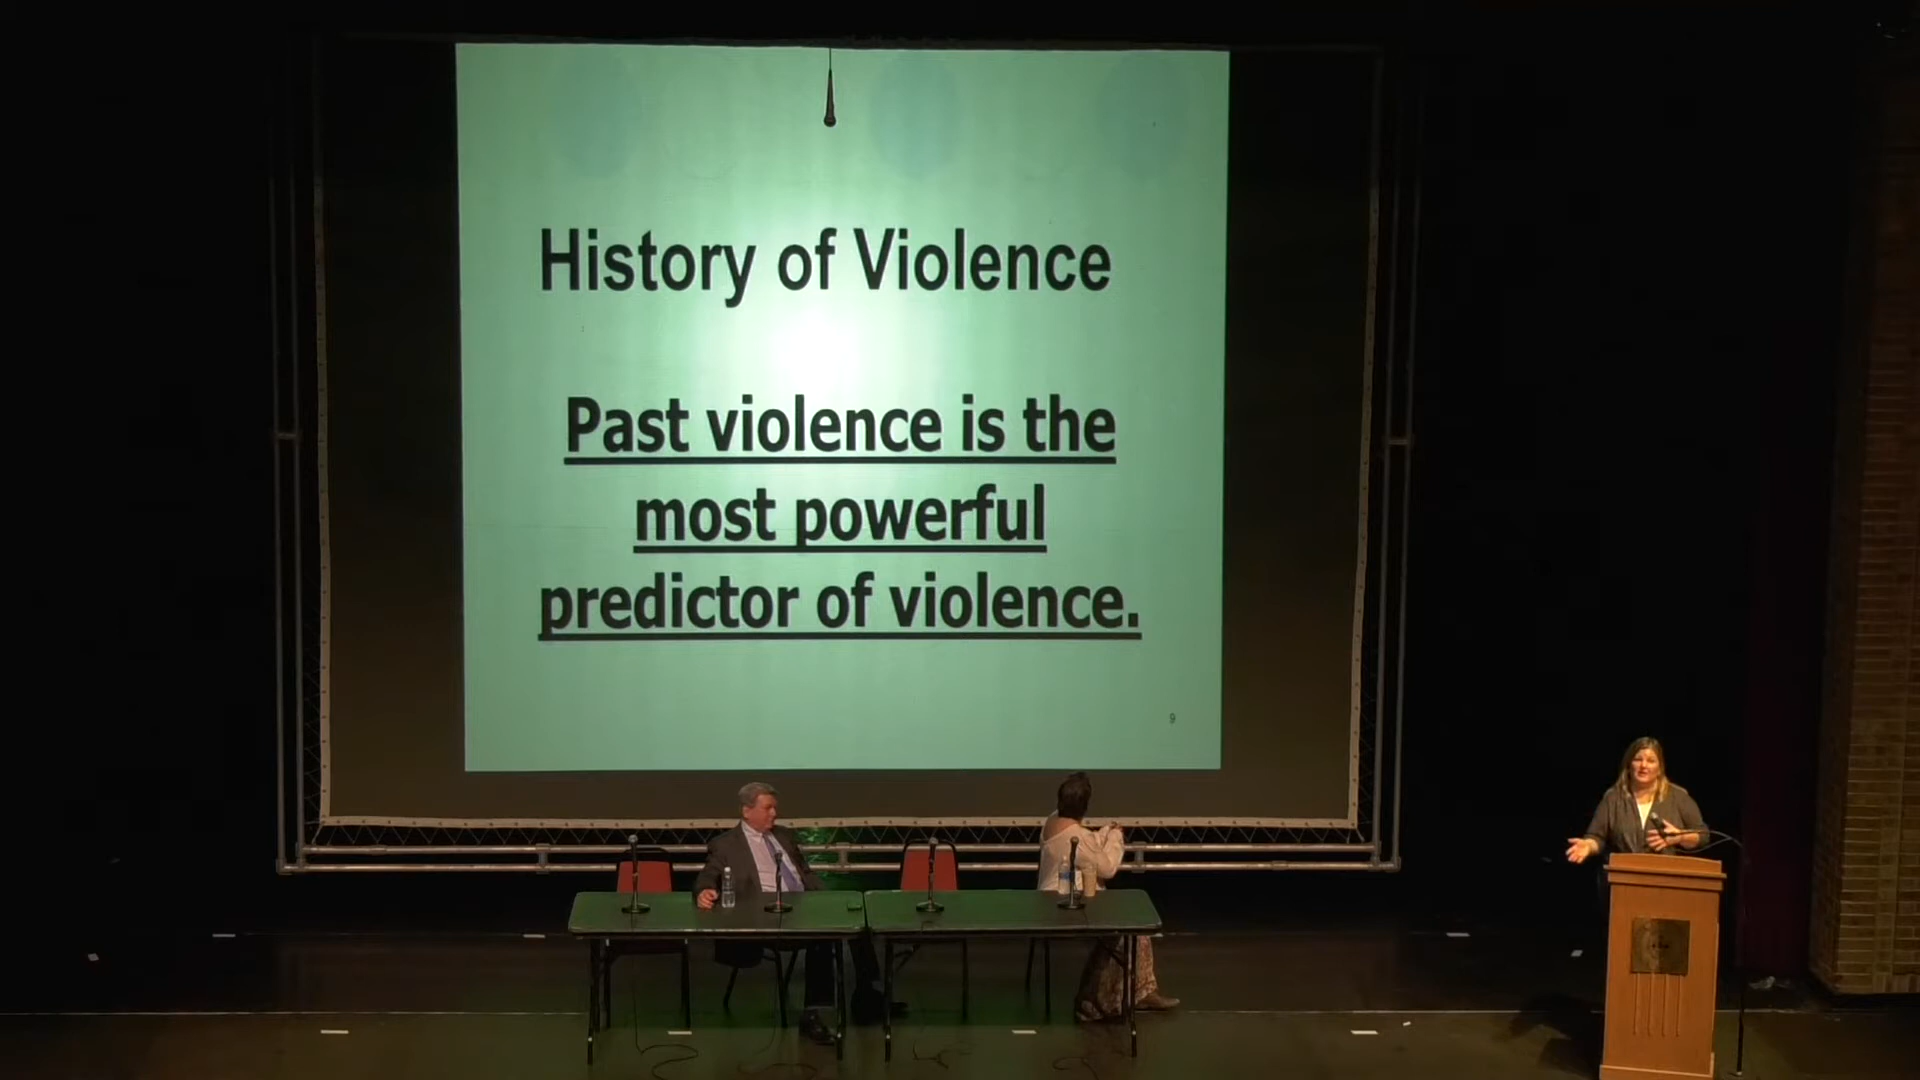 History of Violence
Past violence is the
most powerful
predictor of violence.
9